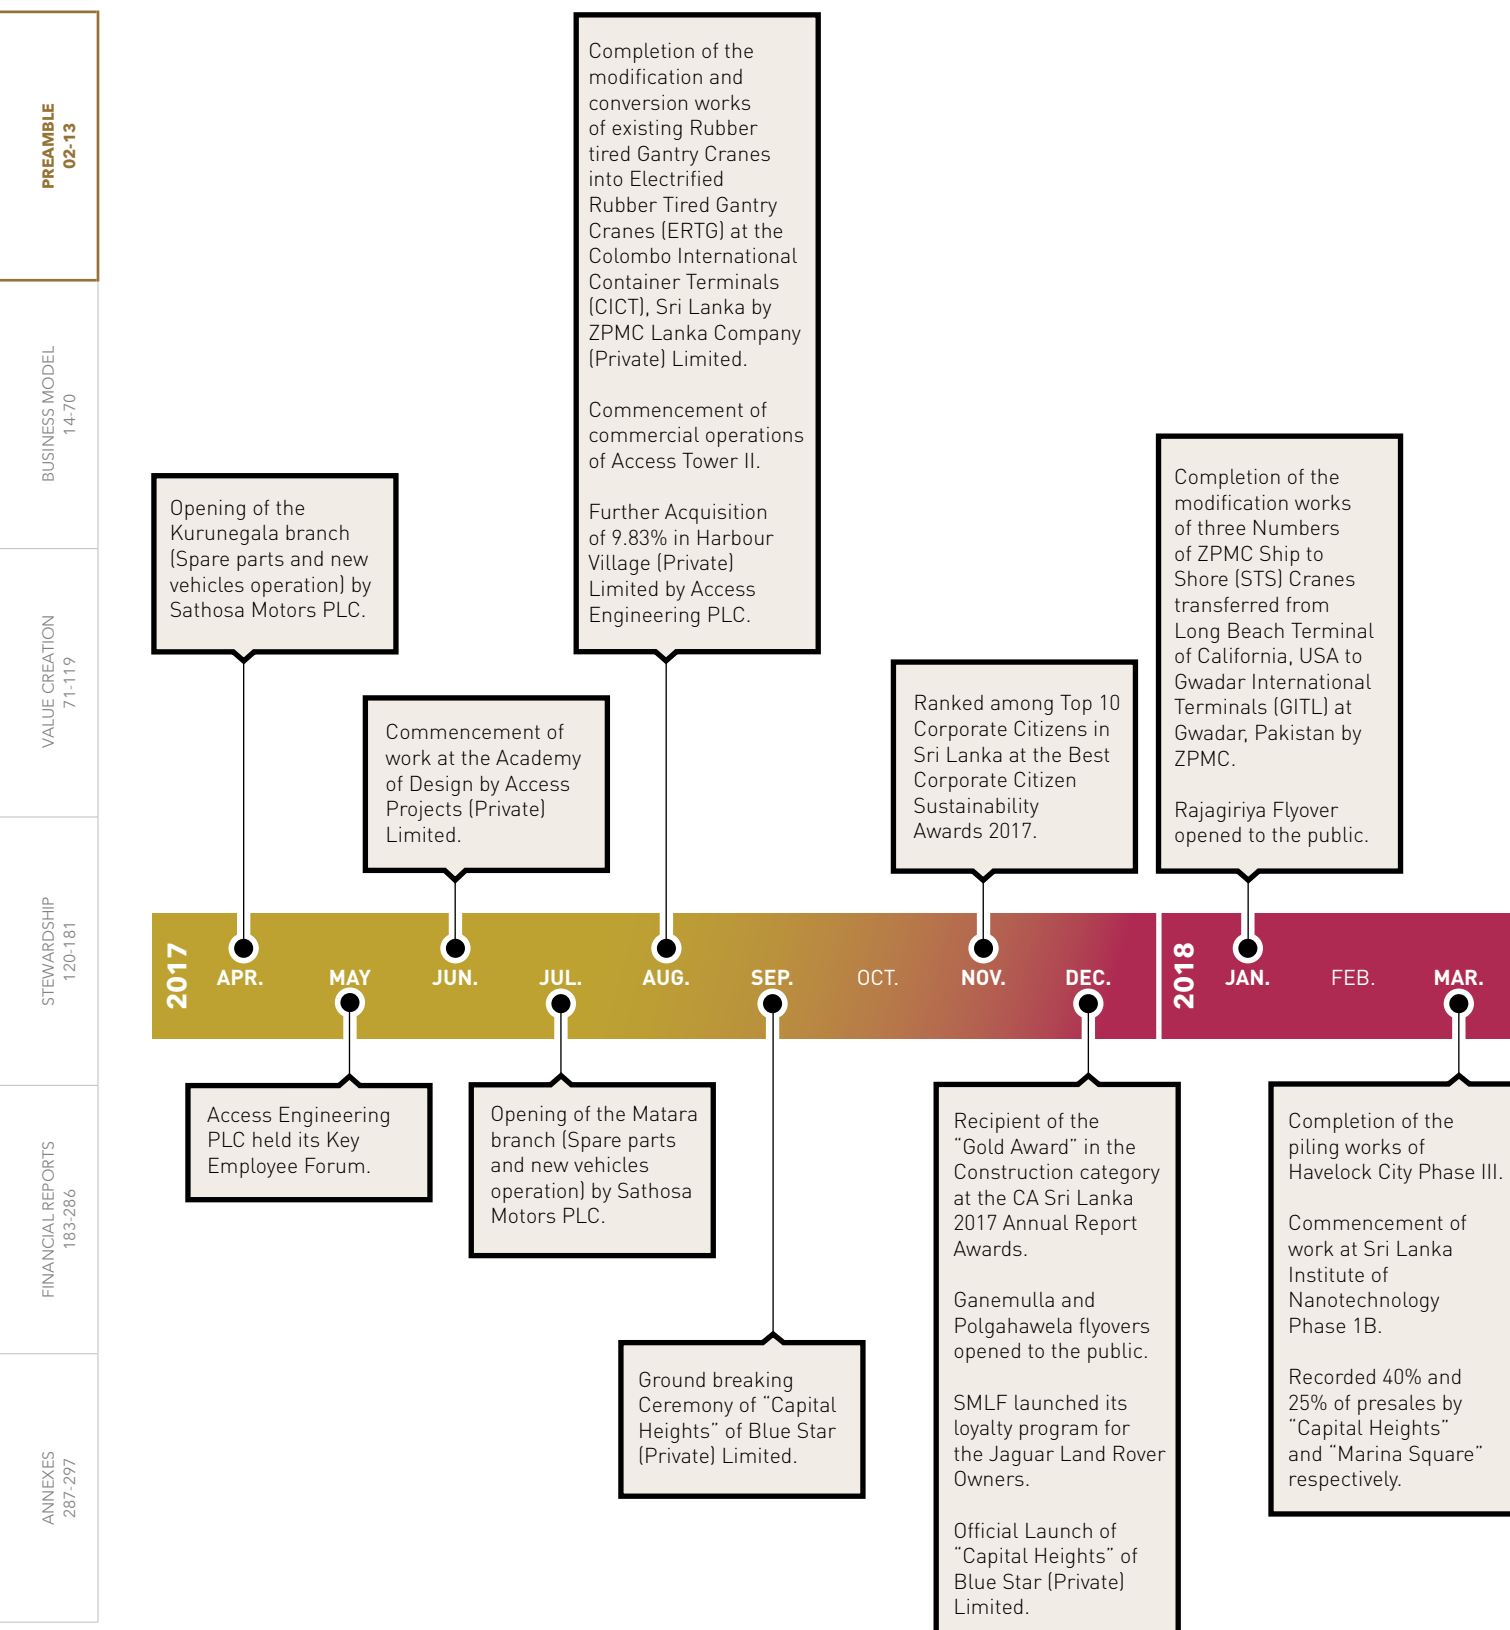 PREAMBLE
02-13
BUSINESS MODEL
14-70
VALUE CREATION
71-119
STEWARDSHIP
120-181
FINANCIAL REPORTS
183-286
ANNEXES
287-297
Opening of the
Kurunegala branch
(Spare parts and new
vehicles operation) by
Sathosa Motors PLC.
Commencement of
work at the Academy
of Design by Access
Projects (Private)
Limited.
Completion of the
modification and
conversion works
of existing Rubber
tired Gantry Cranes
into Electrified
Rubber Tired Gantry
Cranes (ERTG) at the
Colombo International
Container Terminals
(CICT), Sri Lanka by
ZPMC Lanka Company
(Private) Limited.
Commencement of
commercial operations
of Access Tower II.
Further Acquisition
of 9.83% in Harbour
Village (Private)
Limited by Access
Engineering PLC.
Ranked among Top 10
Corporate Citizens in
Sri Lanka at the Best
Corporate Citizen
Sustainability
Awards 2017.
Completion of the
modification works
of three Numbers
of ZPMC Ship to
Shore (STS) Cranes
transferred from
Long Beach Terminal
of California, USA to
Gwadar International
Terminals (GITL) at
Gwadar, Pakistan by
ZPMC.
Rajagiriya Flyover
opened to the public.
2017
APR.
MAY
JUN.
JUL.
AUG.
SEP.
OCT.
NOV.
DEC.
2018
JAN.
FEB.
MAR.
Access Engineering
PLC held its Key
Employee Forum.
Opening of the Matara
branch (Spare parts
and new vehicles
operation) by Sathosa
Motors PLC.
Ground breaking
Ceremony of “Capital
Heights” of Blue Star
(Private) Limited.
Recipient of the
“Gold Award” in the
Construction category
at the CA Sri Lanka
2017 Annual Report
Awards.
Ganemulla and
Polgahawela flyovers
opened to the public.
SMLF launched its
loyalty program for
the Jaguar Land Rover
Owners.
Official Launch of
“Capital Heights” of
Blue Star (Private)
Limited.
Completion of the
piling works of
Havelock City Phase III.
Commencement of
work at Sri Lanka
Institute of
Nanotechnology
Phase 1B.
Recorded 40% and
25% of presales by
“Capital Heights”
and “Marina Square”
respectively.